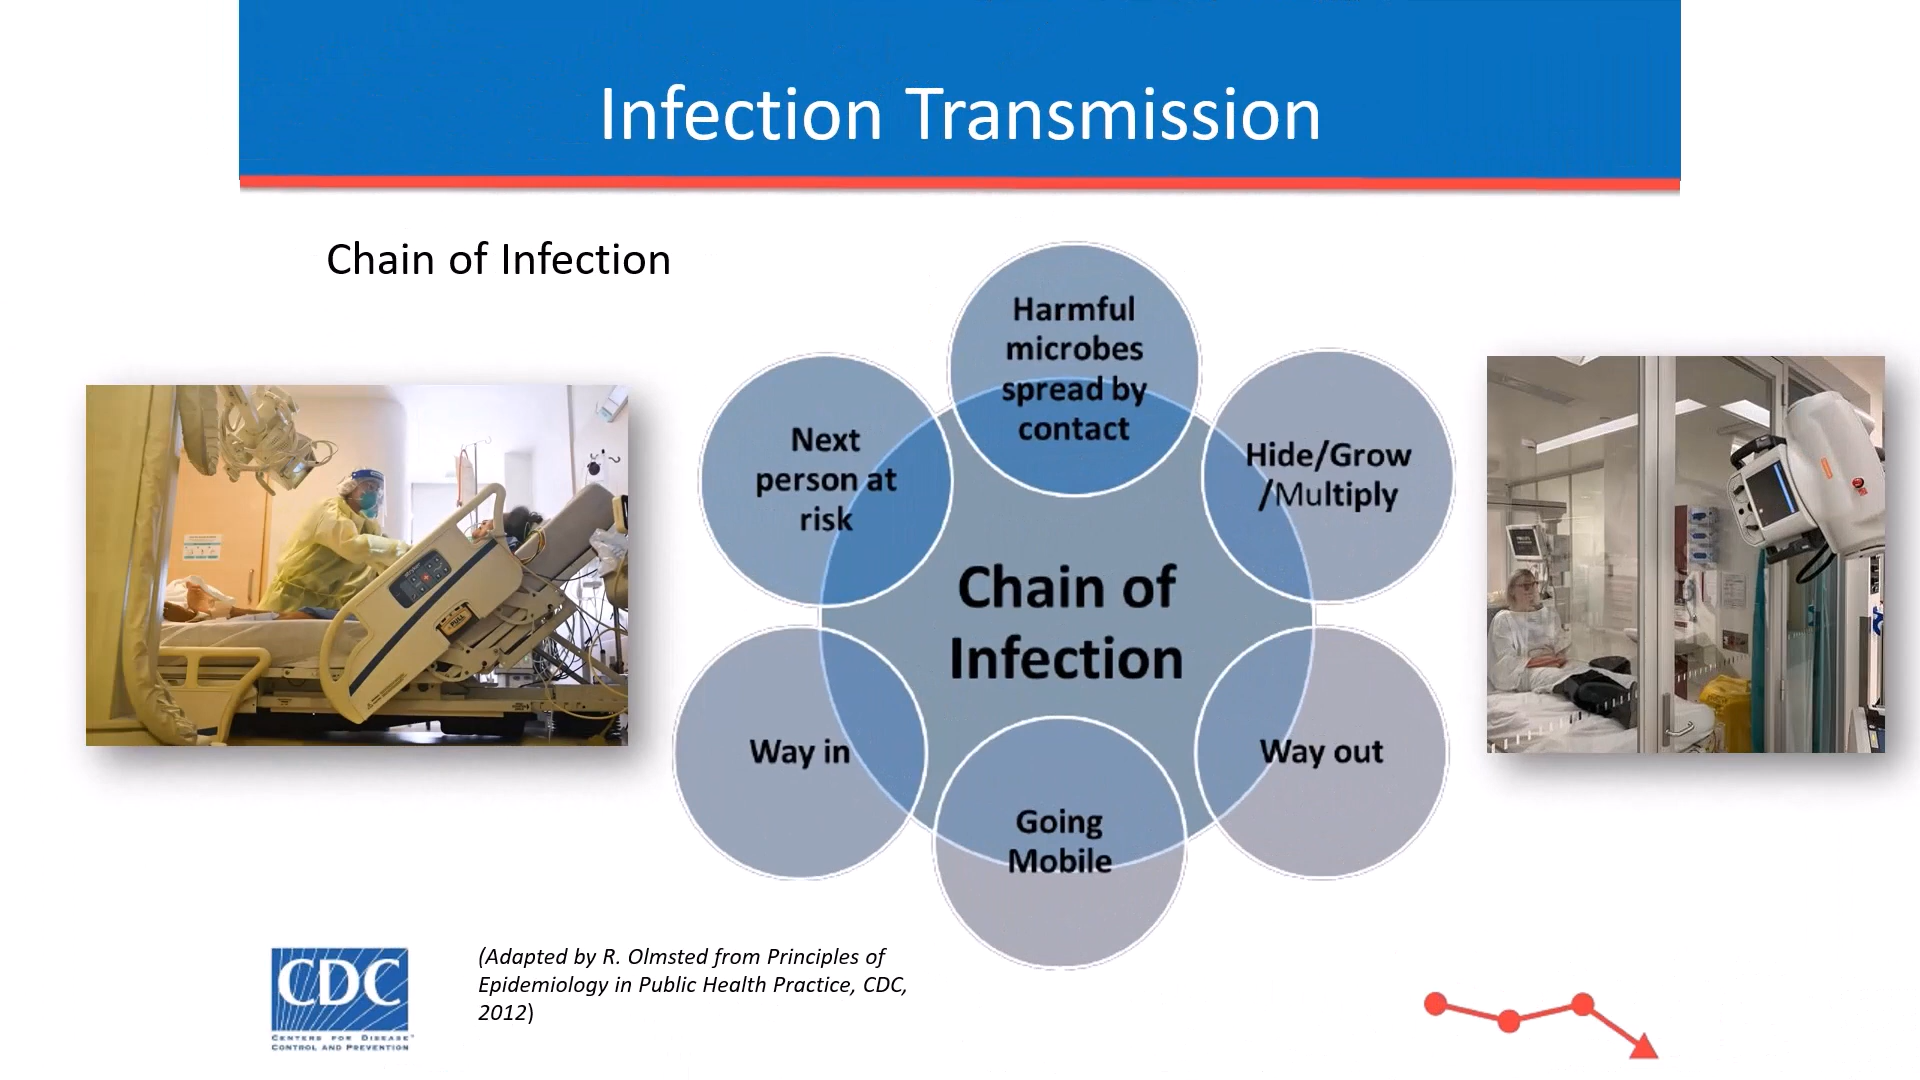 Infection Transmission
Chain of Infection
Harmful
microbes
spread by
contact
Hide/Grow
/Multiply
Way out
Going
Mobile
Way in
Next
person at
risk
Chain of
Infection
PULL
CDC
CENTERS FOR DISEASE
CONTROL AND PREVENTION
(Adapted by R. Olmsted from Principles of
Epidemiology in Public Health Practice, CDC,
2012)